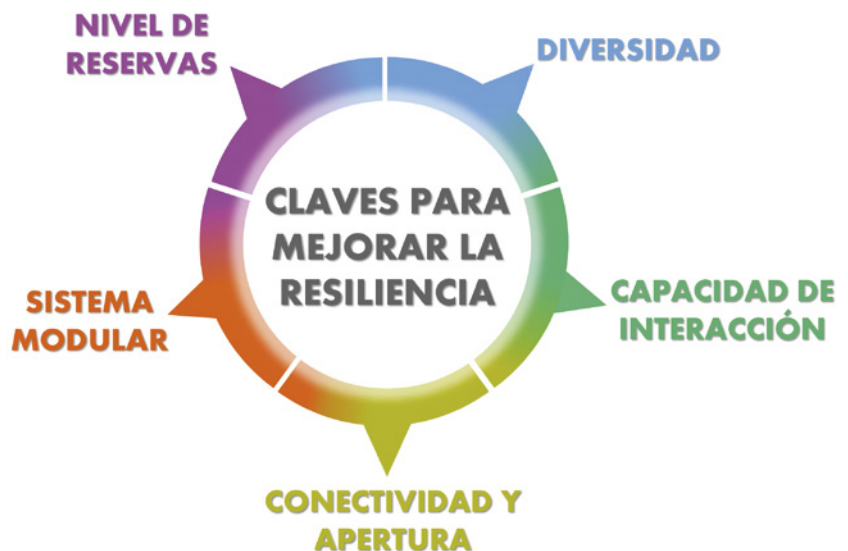 NIVEL DE
RESERVAS
DIVERSIDAD
CLAVES PARA
MEJORAR LA
RESILIENCIA
SISTEMA
MODULAR
CAPACIDAD DE
INTERACCIÓN
CONECTIVIDAD Y
APERTURA